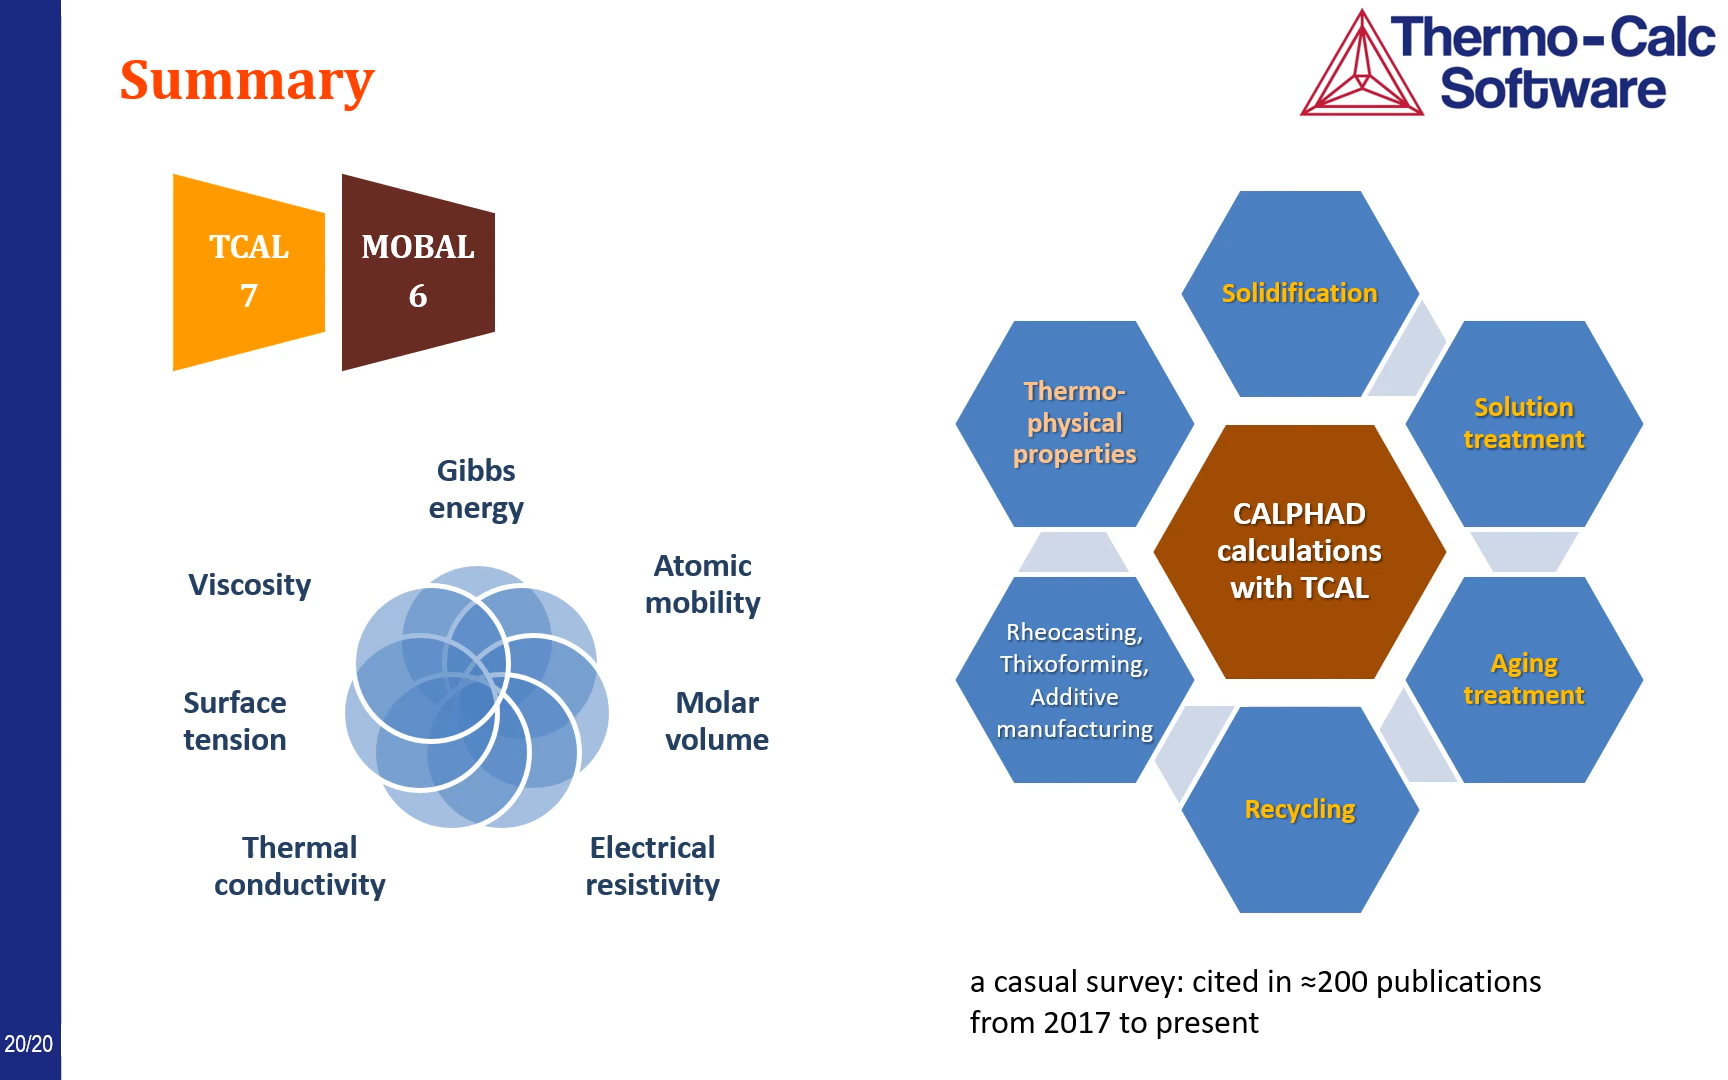 Summary
Thermo-Calc
Software
TCAL
7
MOBAL
6
Gibbs
energy
Atomic
mobility
Molar
volume
Electrical
resistivity
Thermal
conductivity
Surface
tension
Viscosity
Solidification
Solution
treatment
Aging
treatment
Recycling
Rheocasting,
Thixoforming,
Additive
manufacturing
Thermo-
physical
properties
CALPHAD
calculations
with TCAL
a casual survey: cited in ≈200 publications
from 2017 to present
20/20